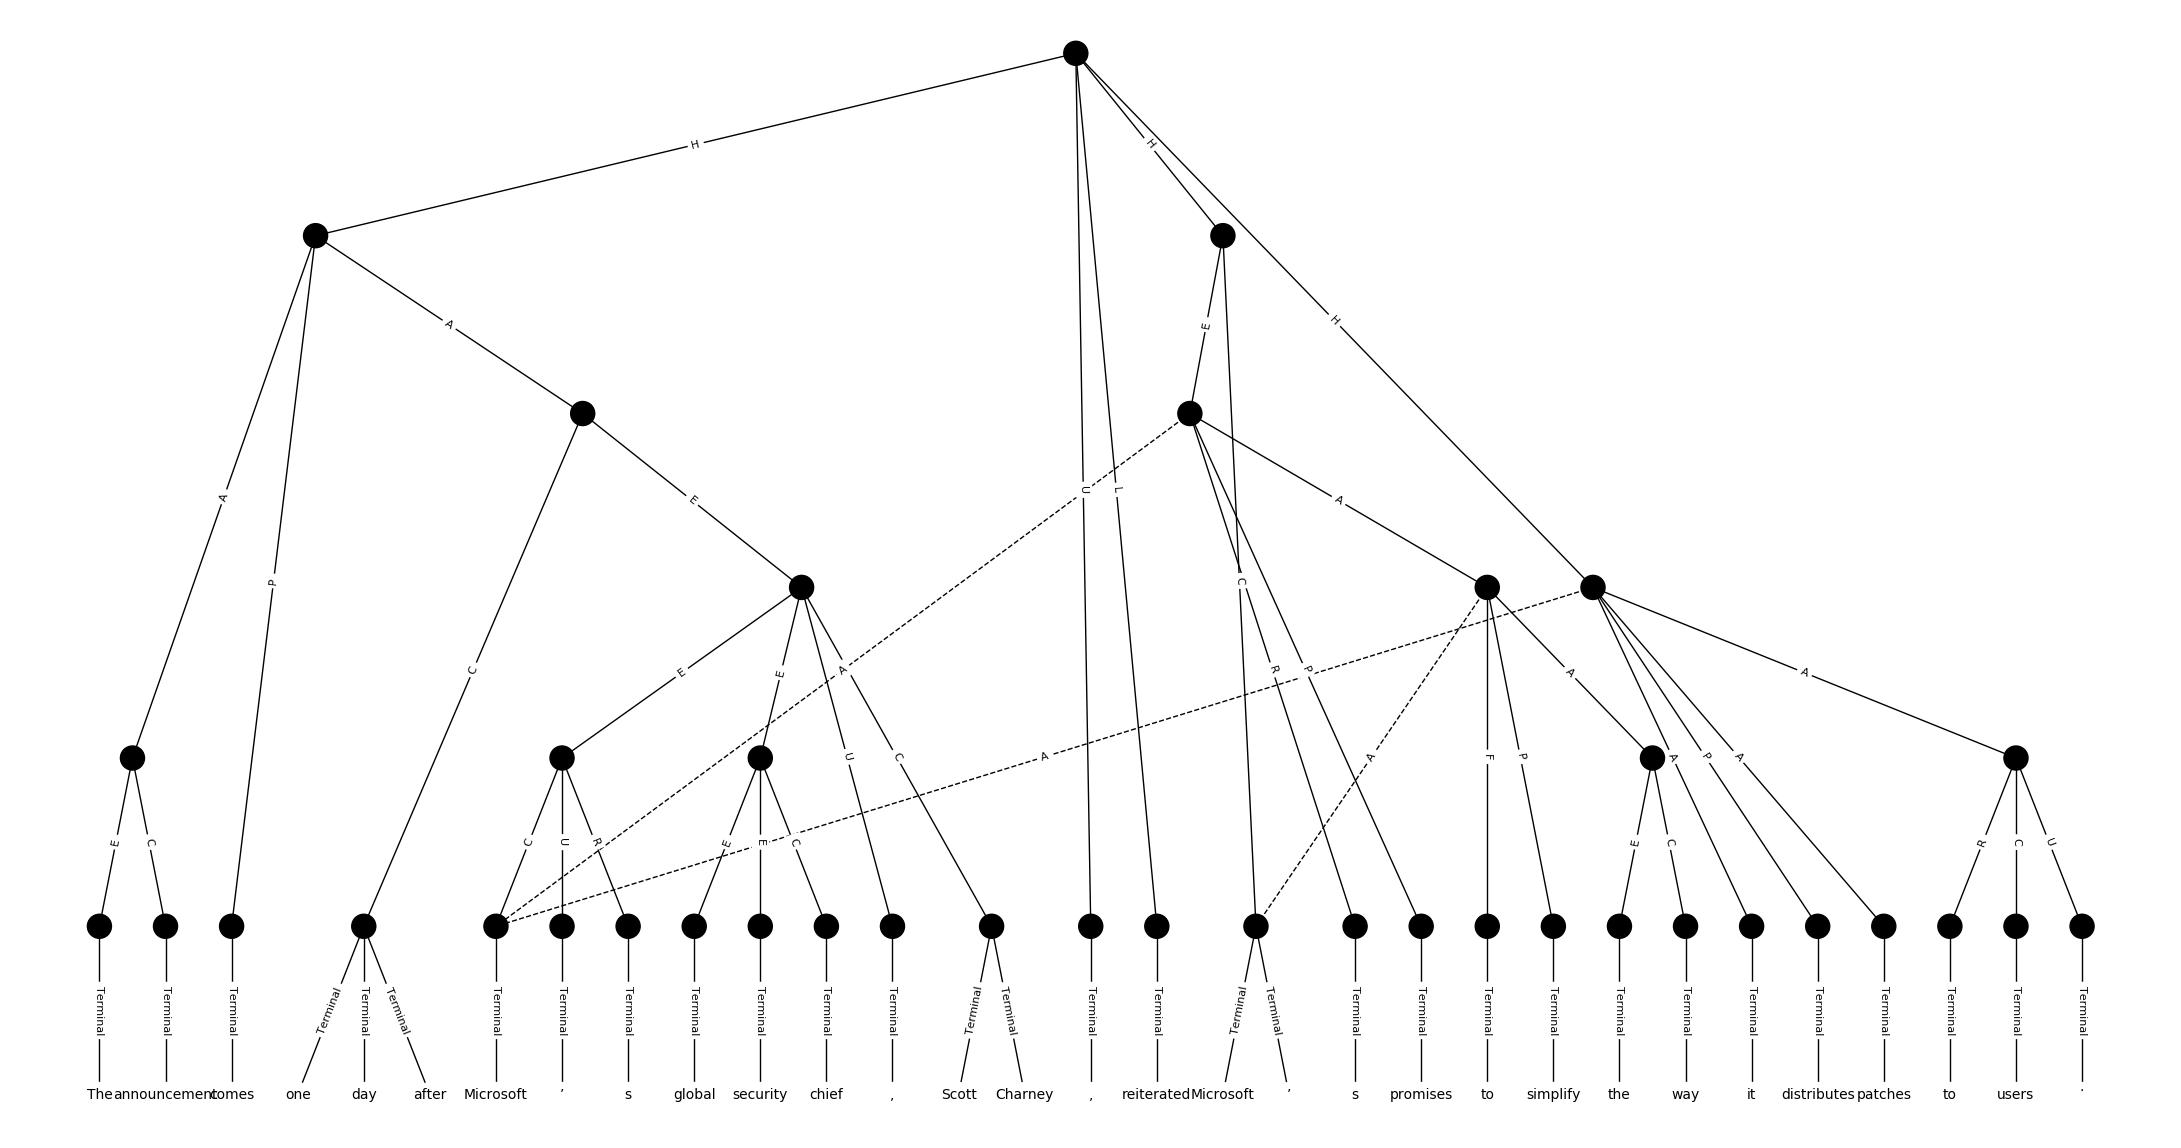 H
H
H
A
E
A
U
L
E
A
P
C
C
R
P
E
E
A
A
A
U
C
A
A
F
P
A
P
A
E
C
C
U
R
E
E
C
E
C
R
C
U
Terminal Terminal Terminal Terminal Terminal Terminal Terminal Terminal Terminal Terminal Terminal Terminal Terminal Terminal Terminal Terminal Terminal Terminal Terminal Terminal Terminal Terminal Terminal Terminal Terminal Terminal Terminal Terminal Terminal Terminal Terminal
The announcement comes one day after Microsoft ’ s global security chief , Scott Charney , reiterated Microsoft ’ s promises to simplify the way it distributes patches to users .